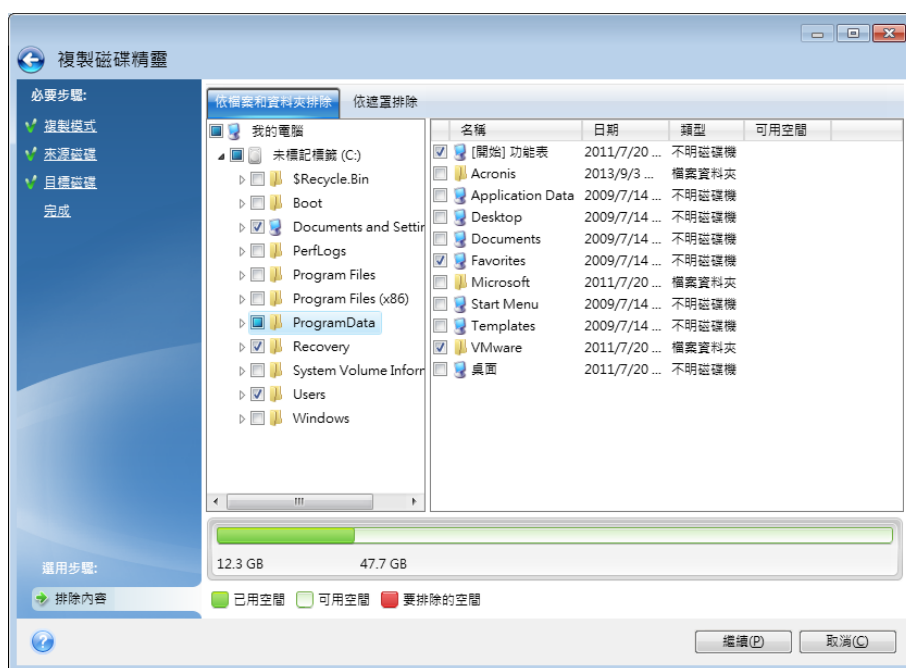 複製磁碟精靈
必要步驟:
複製模式
來源磁碟
目標磁碟
完成
選用步驟:
排除內容
依檔案和資料夾排除 依遮罩排除
我的電腦
未標記標籤 (C:)
$Recycle.Bin
Boot
Documents and Settir
PerfLogs
Program Files
Program Files (x86)
ProgramData
Recovery
System Volume Inforr
Users
Windows
名稱 日期 類型 可用空間
[開始] 功能表 2011/7/20 ... 不明磁碟機
Acronis 2013/9/3 ... 檔案資料夾
Application Data 2009/7/14 ... 不明磁碟機
Desktop 2009/7/14 ... 不明磁碟機
Documents 2009/7/14 ... 不明磁碟機
Favorites 2009/7/14 ... 不明磁碟機
Microsoft 2011/7/20 ... 檔案資料夾
Start Menu 2009/7/14 ... 不明磁碟機
Templates 2009/7/14 ... 不明磁碟機
VMware 2011/7/20 ... 檔案資料夾
桌面 2011/7/20 ... 不明磁碟機
12.3 GB 47.7 GB
已用空間 可用空間 要排除的空間
繼續(P) 取消(C)